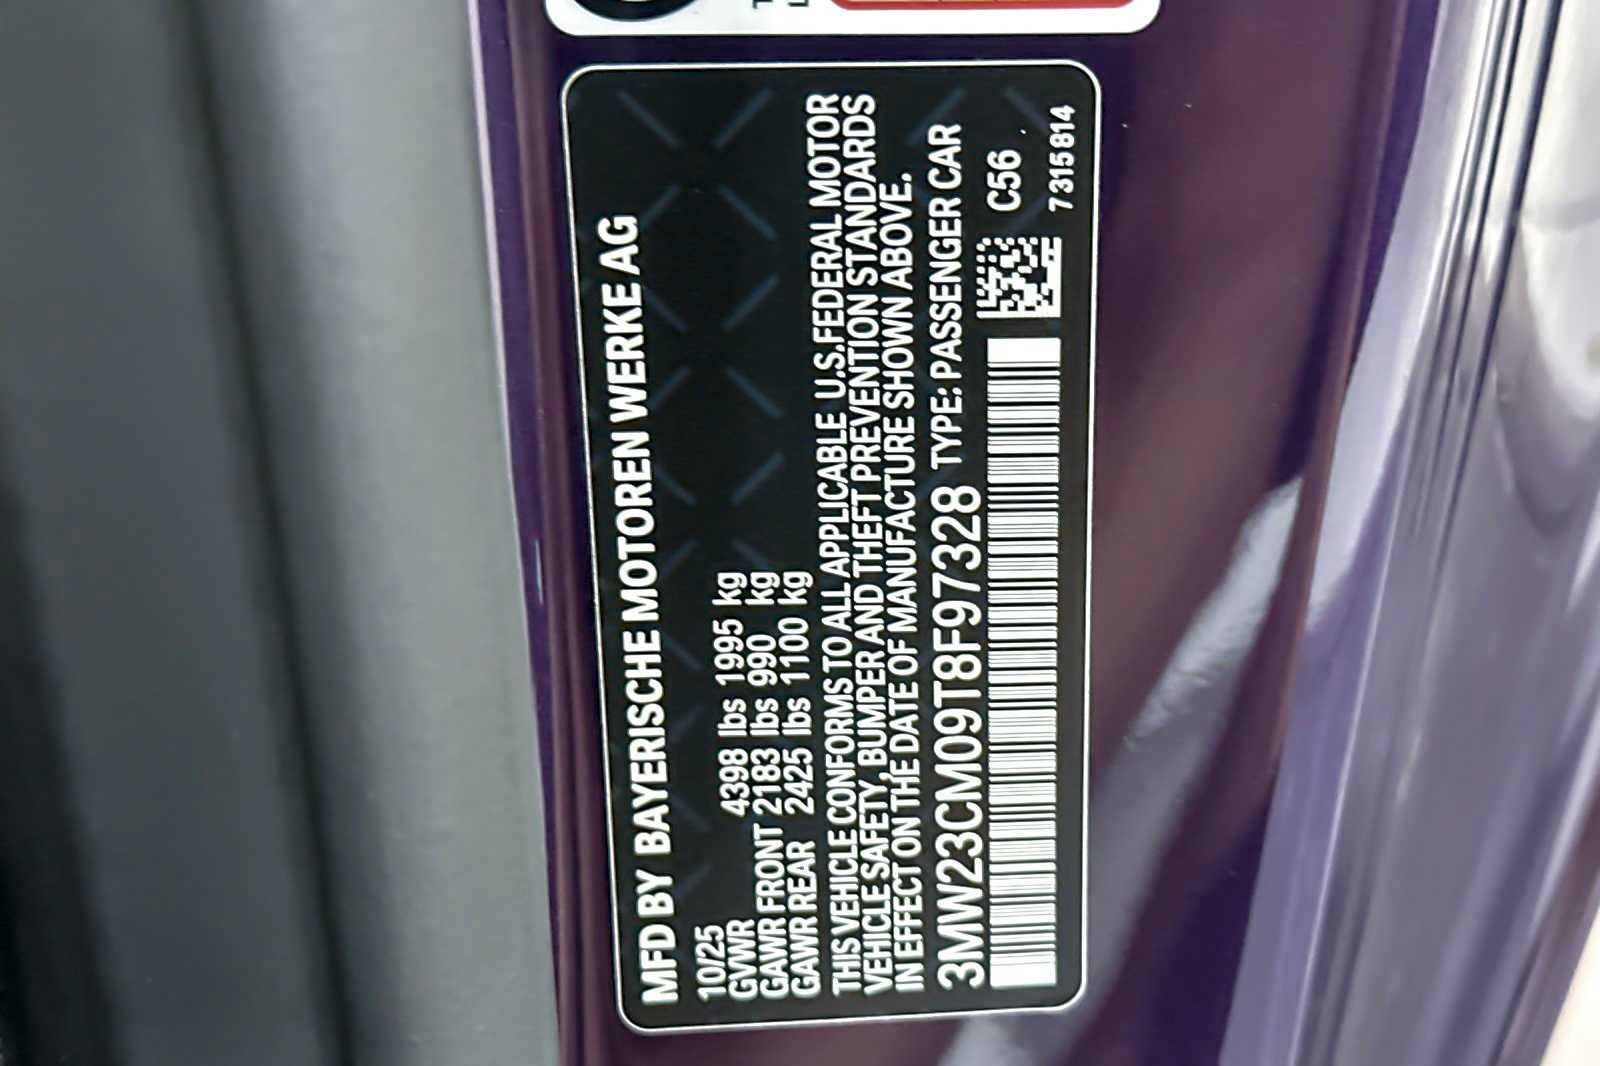 MFD BY BAYERISCHE MOTOREN WERKE AG
10/25
GVWR 4398 lbs 1995 kg
GAWR FRONT 2183 lbs 990 kg
GAWR REAR 2425 lbs 1100 kg
THIS VEHICLE CONFORMS TO ALL APPLICABLE U.S.FEDERAL MOTOR
VEHICLE SAFETY, BUMPER AND THEFT PREVENTION STANDARDS
IN EFFECT ON THE DATE OF MANUFACTURE SHOWN ABOVE.
3MW23CM09T8F97328 TYPE: PASSENGER CAR
C56
7315814